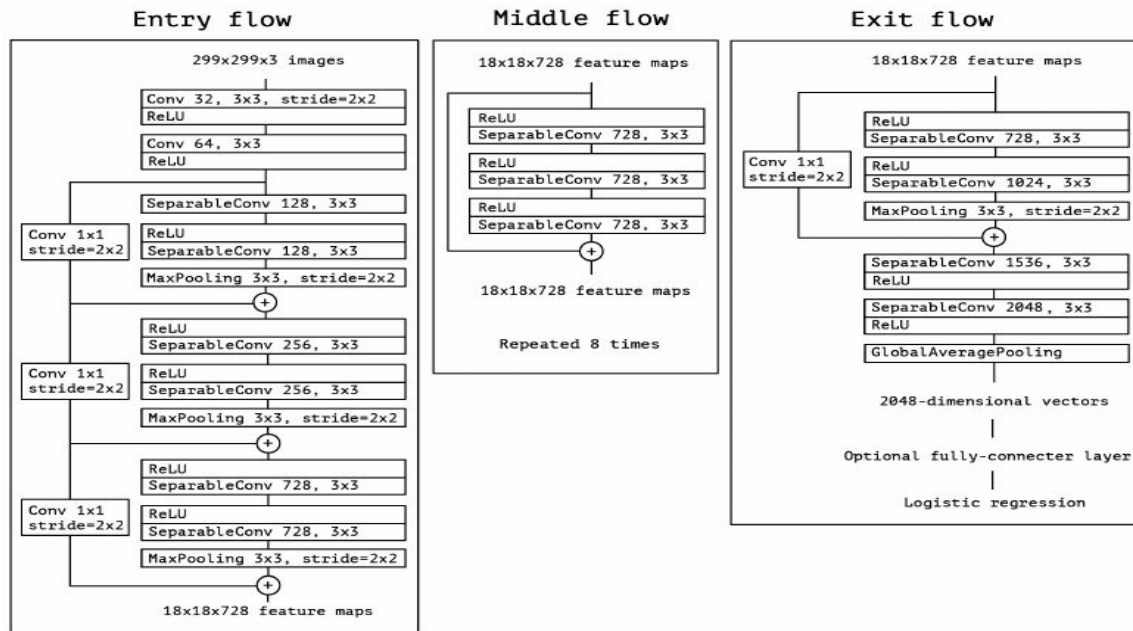 Entry flow
299x299x3 images
Conv 32, 3x3, stride=2x2
ReLU
Conv 64, 3x3
ReLU
Conv 1x1
stride=2x2
SeparableConv 128, 3x3
ReLU
SeparableConv 128, 3x3
MaxPooling 3x3, stride=2x2
+
Conv 1x1
stride=2x2
ReLU
SeparableConv 256, 3x3
ReLU
SeparableConv 256, 3x3
MaxPooling 3x3, stride=2x2
+
Conv 1x1
stride=2x2
ReLU
SeparableConv 728, 3x3
ReLU
SeparableConv 728, 3x3
MaxPooling 3x3, stride=2x2
+
18x18x728 feature maps
Middle flow
18x18x728 feature maps
ReLU
SeparableConv 728, 3x3
ReLU
SeparableConv 728, 3x3
ReLU
SeparableConv 728, 3x3
+
18x18x728 feature maps
Repeated 8 times
Exit flow
18x18x728 feature maps
Conv 1x1
stride=2x2
ReLU
SeparableConv 728, 3x3
ReLU
SeparableConv 1024, 3x3
MaxPooling 3x3, stride=2x2
+
SeparableConv 1536, 3x3
ReLU
SeparableConv 2048, 3x3
ReLU
GlobalAveragePooling
2048-dimensional vectors
Optional fully-connecter layer
Logistic regression